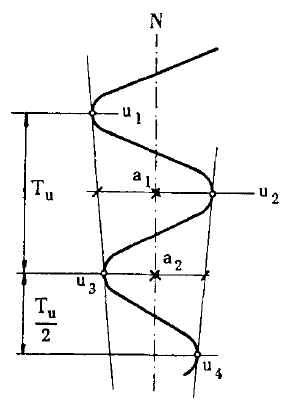 N
u₁
a₁
Tᵤ
u₂
a₂
u₃
Tᵤ
2
u₄